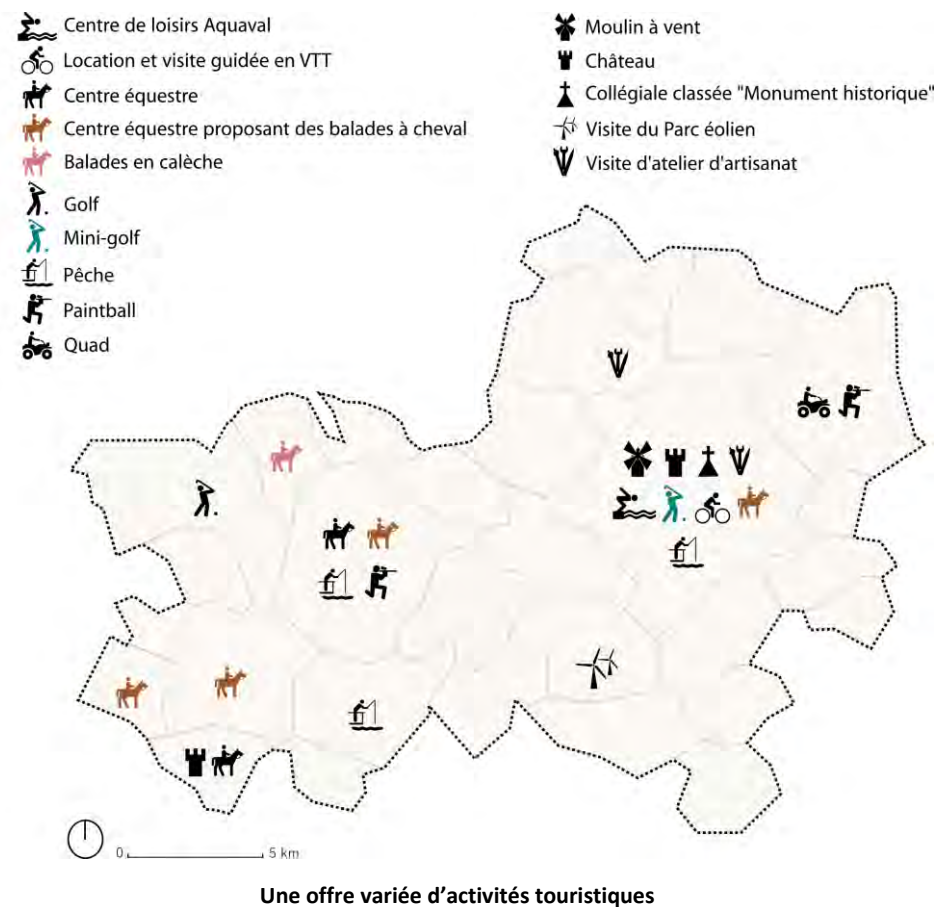 Centre de loisirs Aquaval
Location et visite guidée en VTT
Centre équestre
Centre équestre proposant des balades à cheval
Balades en calèche
Golf
Mini-golf
Pêche
Paintball
Quad
Moulin à vent
Château
Collégiale classée "Monument historique"
Visite du Parc éolien
Visite d'atelier d'artisanat
0 5 km
Une offre variée d'activités touristiques